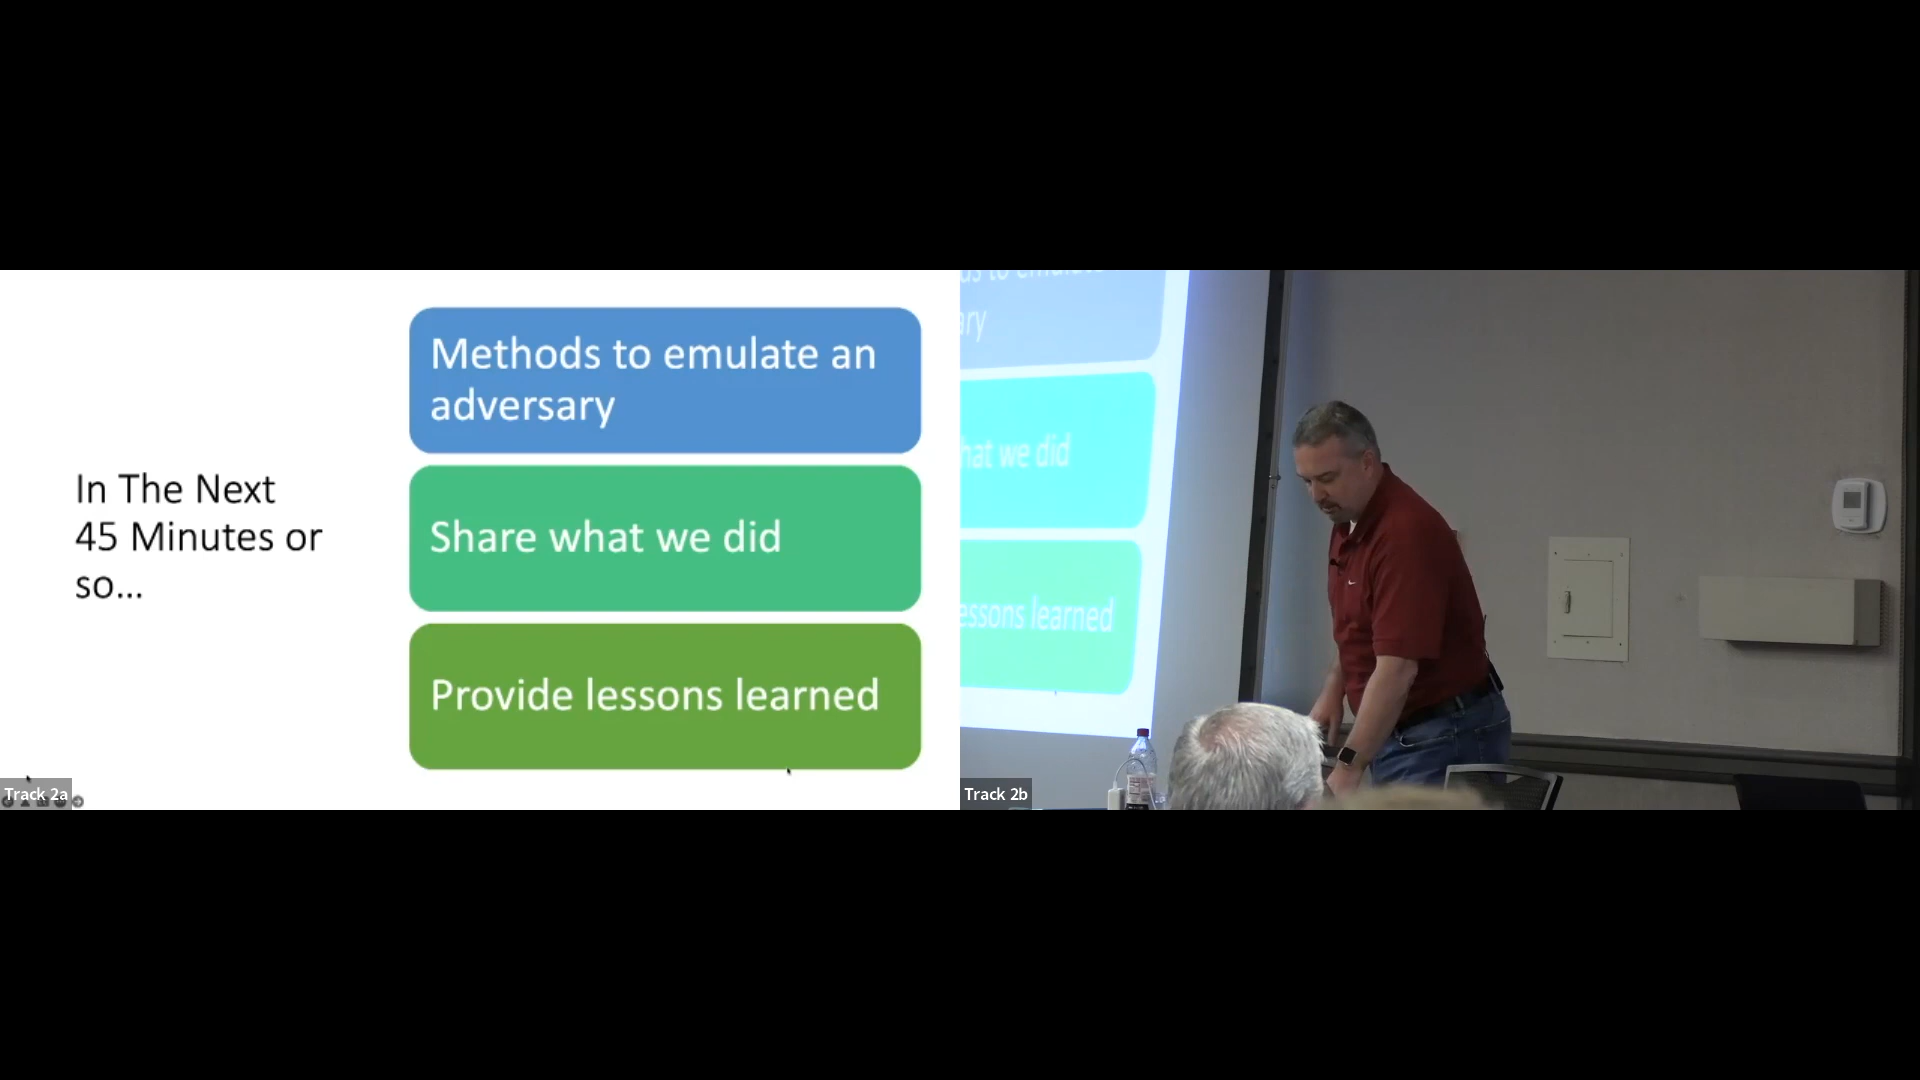 In The Next
45 Minutes or
so...
Methods to emulate an
adversary
Share what we did
Provide lessons learned
Track 2a
ary
hat we did
essons learned
Track 2b